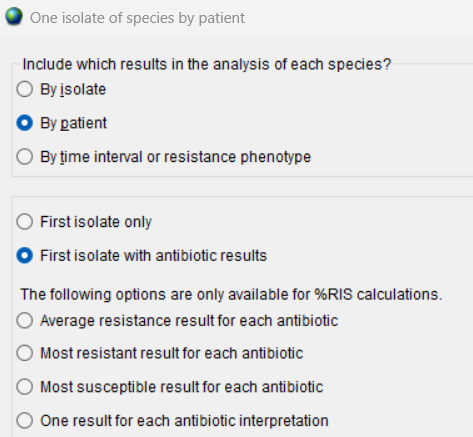 One isolate of species by patient
Include which results in the analysis of each species?
By isolate
By patient
By time interval or resistance phenotype
First isolate only
First isolate with antibiotic results
The following options are only available for %RIS calculations.
Average resistance result for each antibiotic
Most resistant result for each antibiotic
Most susceptible result for each antibiotic
One result for each antibiotic interpretation